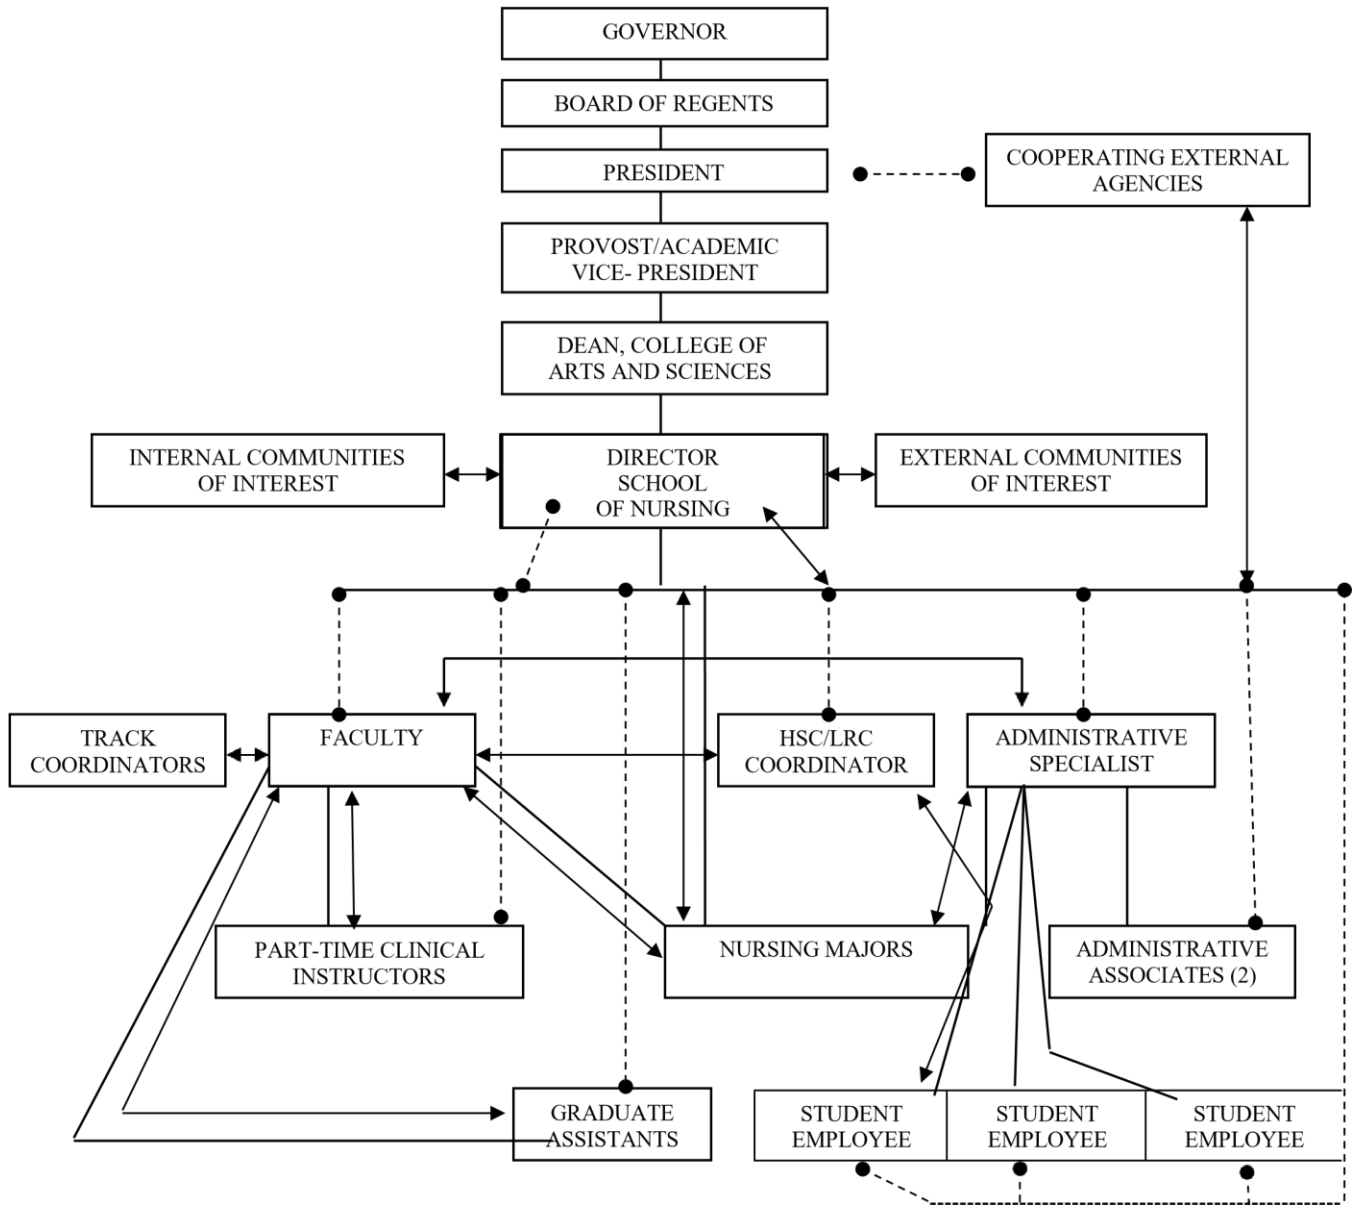 GOVERNOR
BOARD OF REGENTS
PRESIDENT
COOPERATING EXTERNAL
AGENCIES
PROVOST/ACADEMIC
VICE- PRESIDENT
DEAN, COLLEGE OF
ARTS AND SCIENCES
INTERNAL COMMUNITIES
OF INTEREST
DIRECTOR
SCHOOL
OF NURSING
EXTERNAL COMMUNITIES
OF INTEREST
TRACK
COORDINATORS
FACULTY
HSC/LRC
COORDINATOR
ADMINISTRATIVE
SPECIALIST
PART-TIME CLINICAL
INSTRUCTORS
NURSING MAJORS
ADMINISTRATIVE
ASSOCIATES (2)
GRADUATE
ASSISTANTS
STUDENT
EMPLOYEE
STUDENT
EMPLOYEE
STUDENT
EMPLOYEE